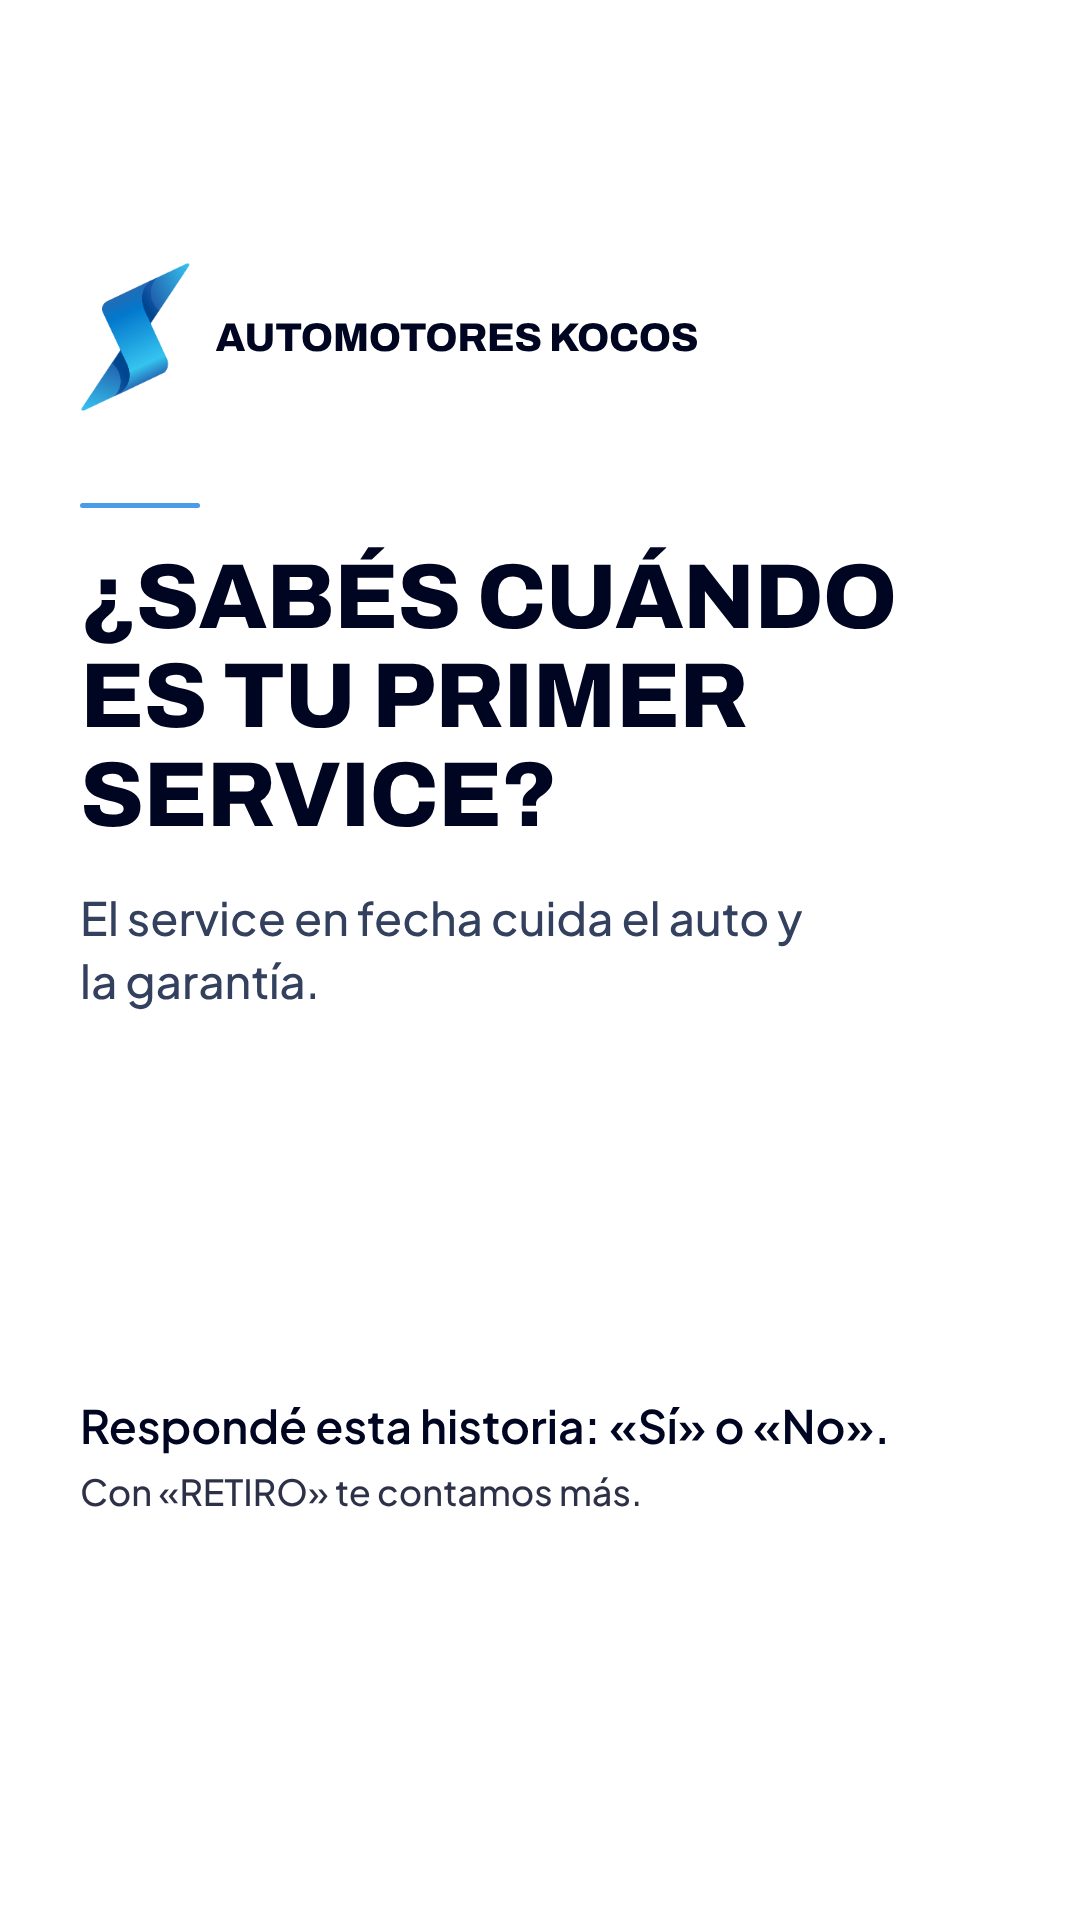 AUTOMOTORES KOCOS
¿SABÉS CUÁNDO
ES TU PRIMER
SERVICE?
El service en fecha cuida el auto y
la garantía.
Respondé esta historia: «Sí» o «No».
Con «RETIRO» te contamos más.